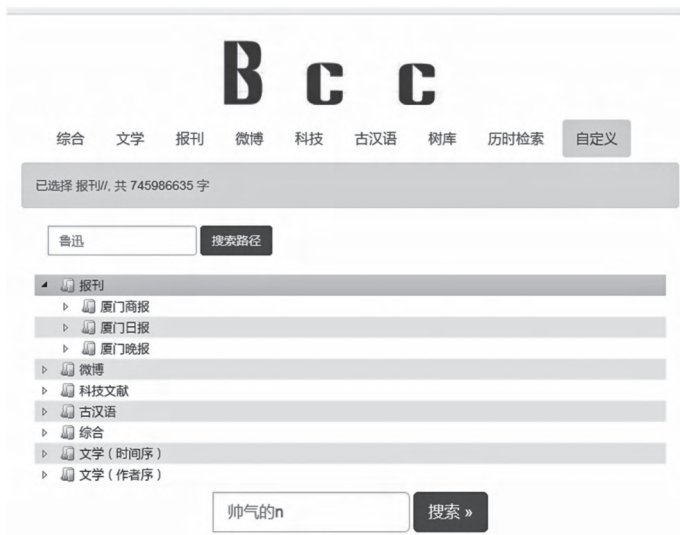 Bcc
综合 文学 报刊 微博 科技 古汉语 树库 历时检索 自定义
已选择 报刊//, 共 745986635 字
鲁迅 搜索路径
报刊
厦门商报
厦门日报
厦门晚报
微博
科技文献
古汉语
综合
文学 ( 时间序 )
文学 ( 作者序 )
帅气的n 搜索 »